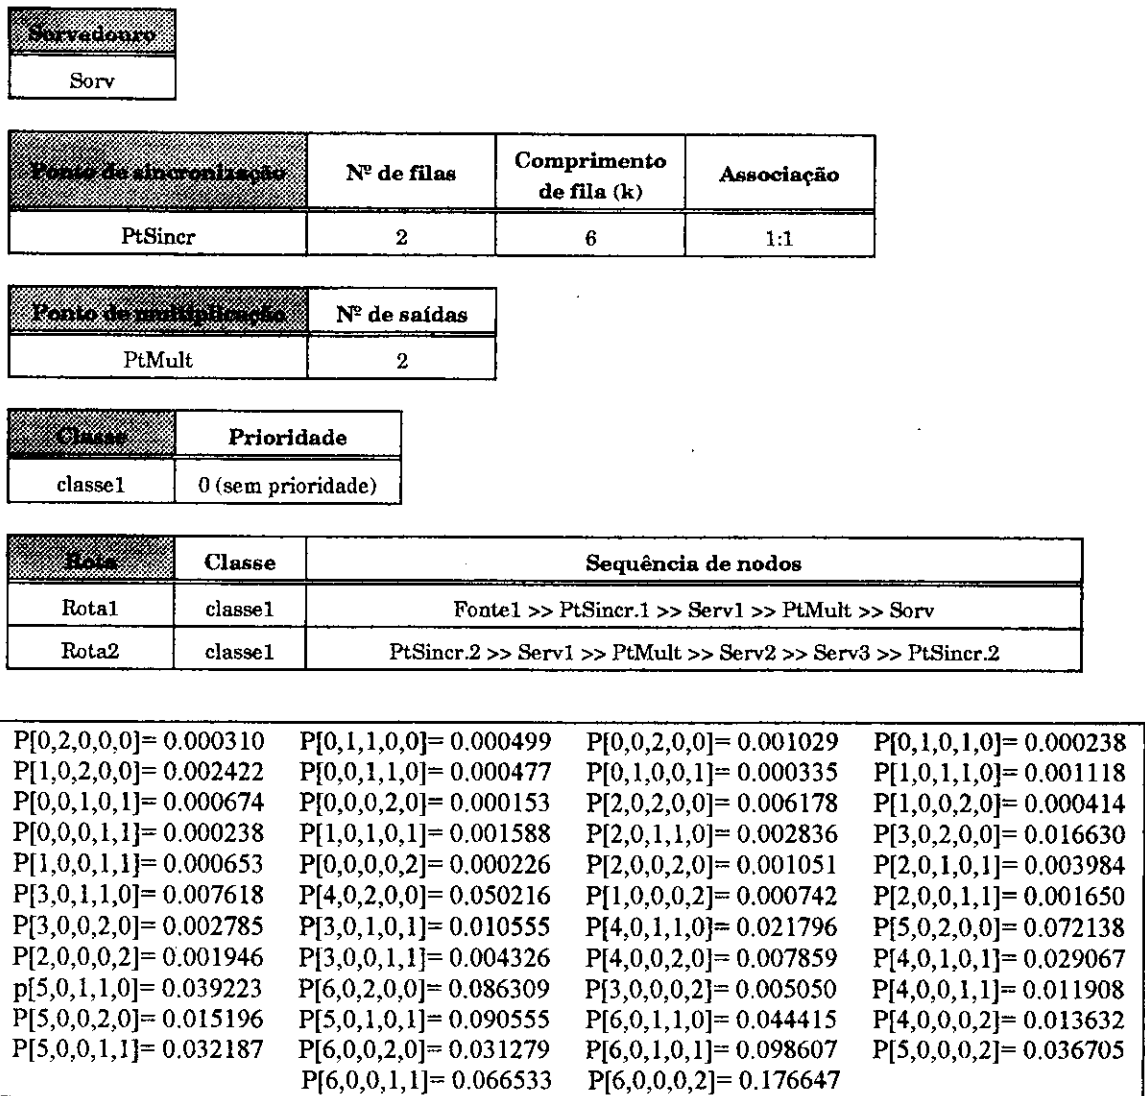 Sorvedouro
Sorv
Ponto de sincronização Nº de filas Comprimento de fila (k) Associação
PtSincr 2 6 1:1
Ponto de multiplicação Nº de saídas
PtMult 2
Classe Prioridade
classe1 0 (sem prioridade)
Rota Classe Sequência de nodos
Rota1 classe1 Fonte1 >> PtSincr.1 >> Serv1 >> PtMult >> Sorv
Rota2 classe1 PtSincr.2 >> Serv1 >> PtMult >> Serv2 >> Serv3 >> PtSincr.2
P[0,2,0,0,0]= 0.000310 P[0,1,1,0,0]= 0.000499 P[0,0,2,0,0]= 0.001029 P[0,1,0,1,0]= 0.000238
P[1,0,2,0,0]= 0.002422 P[0,0,1,1,0]= 0.000477 P[0,1,0,0,1]= 0.000335 P[1,0,1,1,0]= 0.001118
P[0,0,1,0,1]= 0.000674 P[0,0,0,2,0]= 0.000153 P[2,0,2,0,0]= 0.006178 P[1,0,0,2,0]= 0.000414
P[0,0,0,1,1]= 0.000238 P[1,0,1,0,1]= 0.001588 P[2,0,1,1,0]= 0.002836 P[3,0,2,0,0]= 0.016630
P[1,0,0,1,1]= 0.000653 P[0,0,0,0,2]= 0.000226 P[2,0,0,2,0]= 0.001051 P[2,0,1,0,1]= 0.003984
P[3,0,1,1,0]= 0.007618 P[4,0,2,0,0]= 0.050216 P[1,0,0,0,2]= 0.000742 P[2,0,0,1,1]= 0.001650
P[3,0,0,2,0]= 0.002785 P[3,0,1,0,1]= 0.010555 P[4,0,1,1,0]= 0.021796 P[5,0,2,0,0]= 0.072138
P[2,0,0,0,2]= 0.001946 P[3,0,0,1,1]= 0.004326 P[4,0,0,2,0]= 0.007859 P[4,0,1,0,1]= 0.029067
p[5,0,1,1,0]= 0.039223 P[6,0,2,0,0]= 0.086309 P[3,0,0,0,2]= 0.005050 P[4,0,0,1,1]= 0.011908
P[5,0,0,2,0]= 0.015196 P[5,0,1,0,1]= 0.090555 P[6,0,1,1,0]= 0.044415 P[4,0,0,0,2]= 0.013632
P[5,0,0,1,1]= 0.032187 P[6,0,0,2,0]= 0.031279 P[6,0,1,0,1]= 0.098607 P[5,0,0,0,2]= 0.036705
P[6,0,0,1,1]= 0.066533 P[6,0,0,0,2]= 0.176647